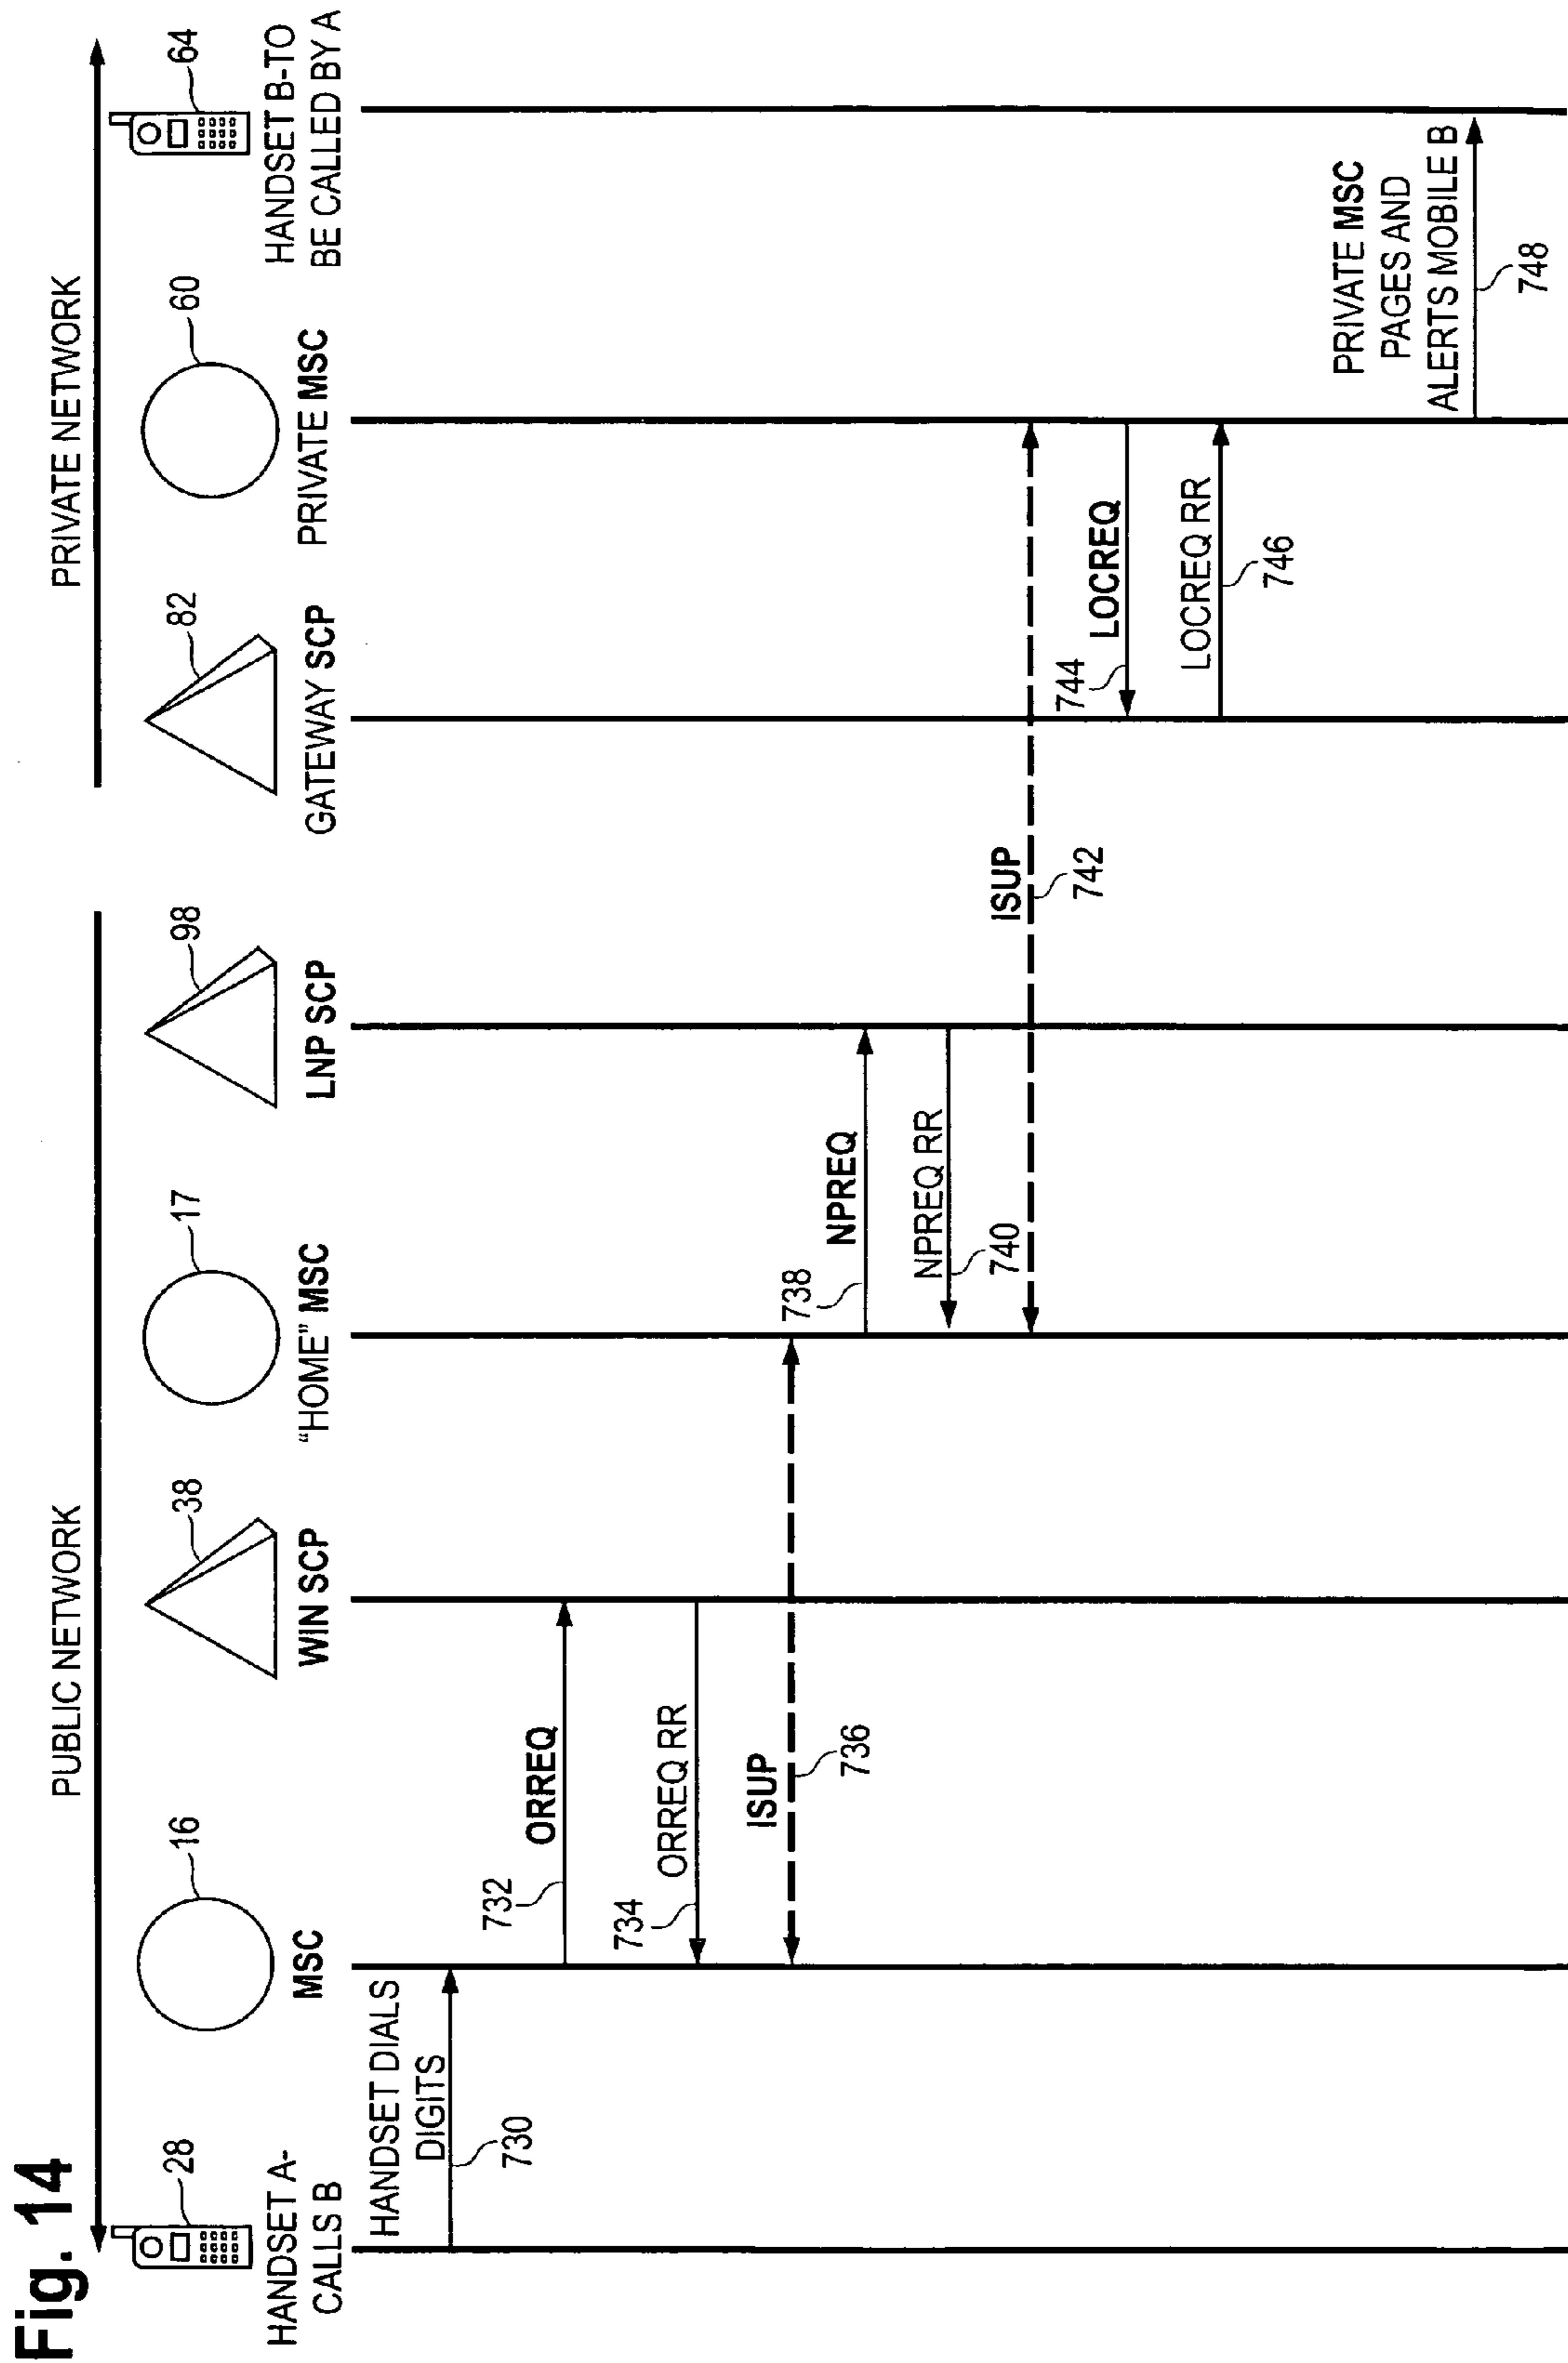 Fig. 14
PUBLIC NETWORK
PRIVATE NETWORK
28
16
38
17
98
82
60
64
HANDSET A-
CALLS B
MSC
WIN SCP
“HOME” MSC
LNP SCP
GATEWAY SCP
PRIVATE MSC
HANDSET B-TO
BE CALLED BY A
HANDSET DIALS
DIGITS
730
732
ORREQ
734
ORREQ RR
ISUP
736
738
NPREQ
NPREQ RR
740
ISUP
742
744
LOCREQ
LOCREQ RR
746
PRIVATE MSC
PAGES AND
ALERTS MOBILE B
748